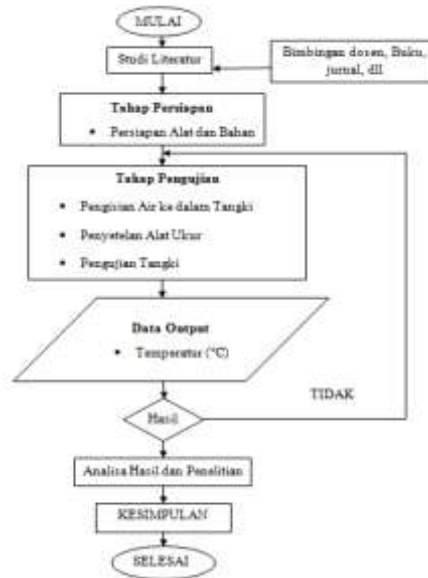 MULAI
Studi Literatur
Bimbingan dosen, Buku,
jurnal, dll
Tahap Persiapan
• Persiapan Alat dan Bahan
Tahap Pengujian
• Pengisian Air ke dalam Tangki
• Penyetelan Alat Ukur
• Pengujian Tangki
Data Output
• Temperatur (°C)
TIDAK
Hasil
Analisa Hasil dan Penelitian
KESIMPULAN
SELESAI